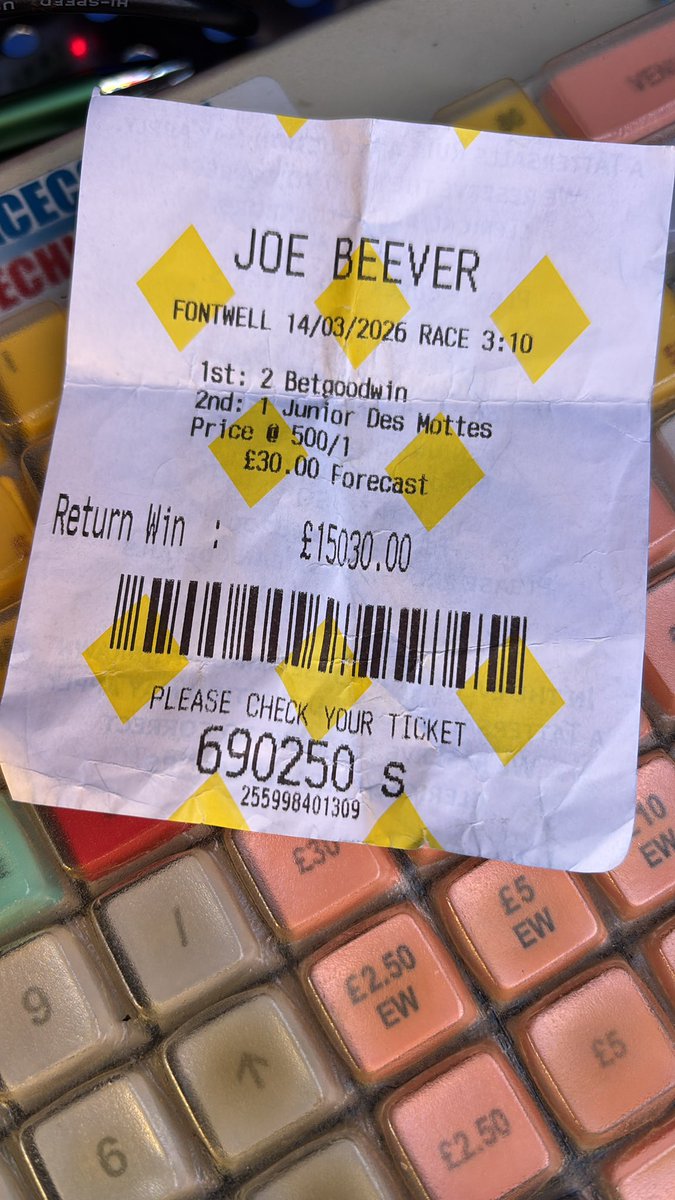 HI-SPEED
JOE BEEVER
FONTWELL 14/03/2026 RACE 3:10
1st: 2 Betgoodwin
2nd: 1 Junior Des Mottes
Price @ 500/1
£30.00 Forecast
Return Win : £15030.00
PLEASE CHECK YOUR TICKET
690250 s
255998401309
£30
£10
EW
£5
EW
/
£2.50
EW
9
£5
↑
£2.50
6